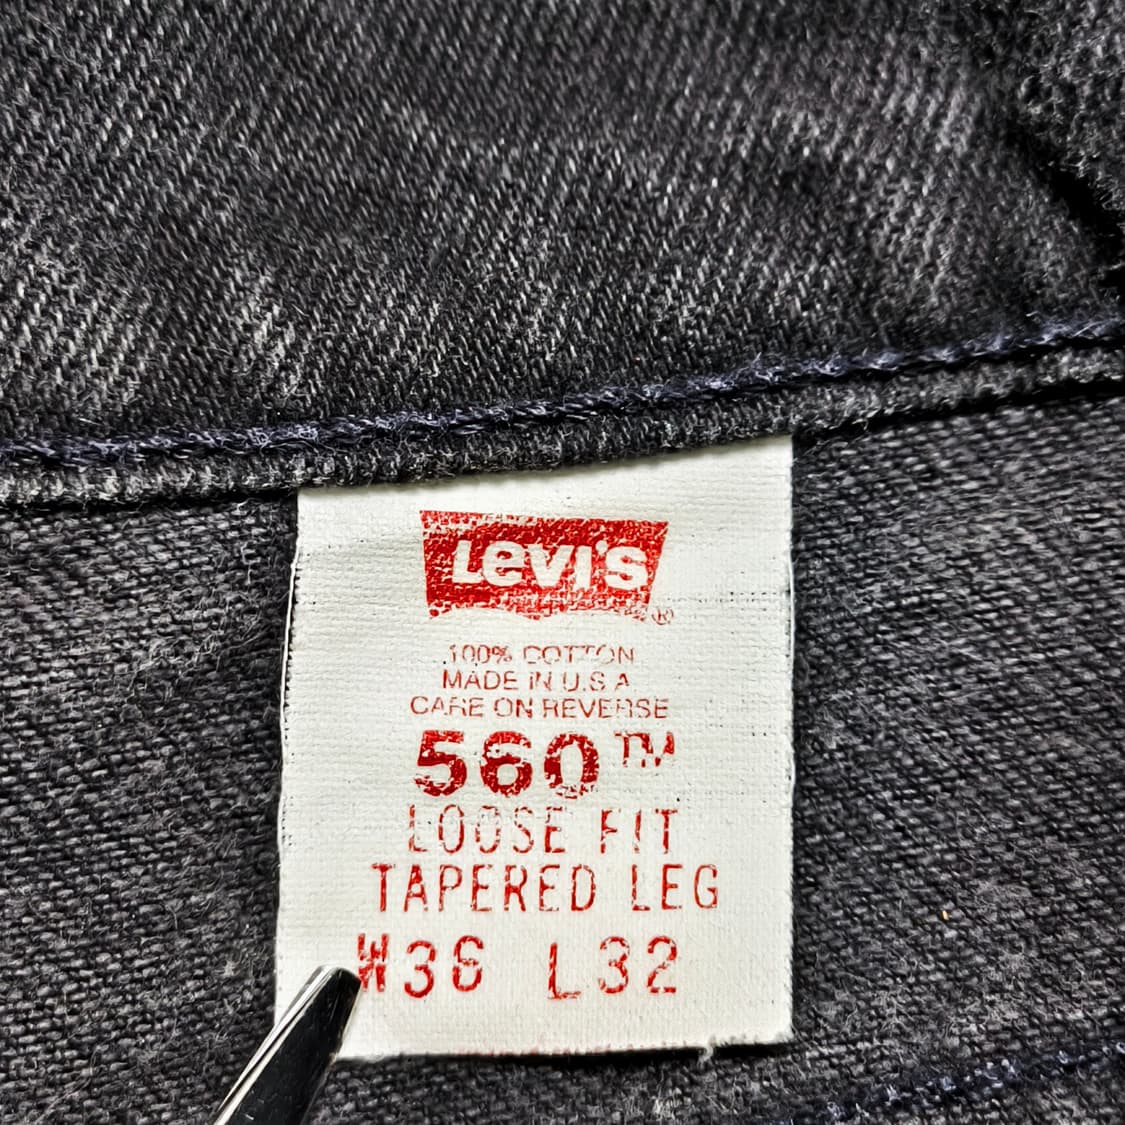 Levi's ®
100% COTTON
MADE IN U.S.A
CARE ON REVERSE
560™
LOOSE FIT
TAPERED LEG
W36 L32